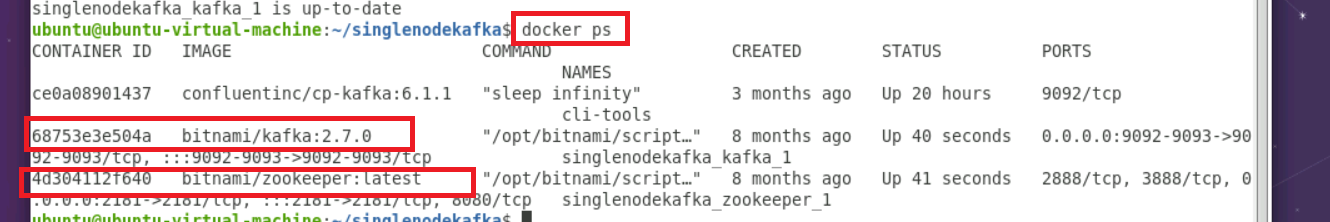 singlenodekafka_kafka_1 is up-to-date
ubuntu@ubuntu-virtual-machine:~/singlenodekafka$ docker ps
CONTAINER ID   IMAGE                         COMMAND                  CREATED        STATUS          PORTS
NAMES
ce0a08901437   confluentinc/cp-kafka:6.1.1   "sleep infinity"         3 months ago   Up 20 hours     9092/tcp
cli-tools
68753e3e504a   bitnami/kafka:2.7.0           "/opt/bitnami/script…"   8 months ago   Up 40 seconds   0.0.0.0:9092-9093->90
92-9093/tcp, :::9092-9093->9092-9093/tcp             singlenodekafka_kafka_1
4d304112f640   bitnami/zookeeper:latest      "/opt/bitnami/script…"   8 months ago   Up 41 seconds   2888/tcp, 3888/tcp, 0
.0.0.0:2181->2181/tcp, :::2181->2181/tcp, 8080/tcp   singlenodekafka_zookeeper_1
ubuntu@ubuntu-virtual-machine:~/singlenodekafka$